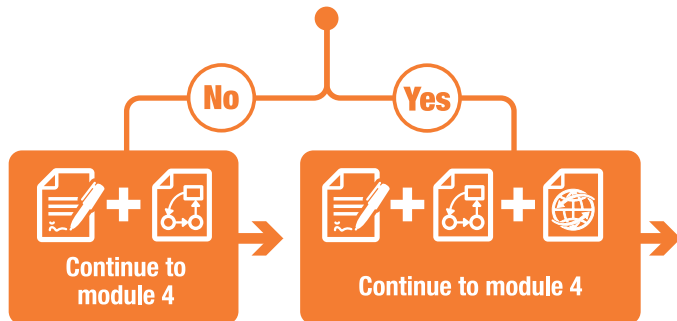 No
Yes
Continue to
module 4
Continue to module 4